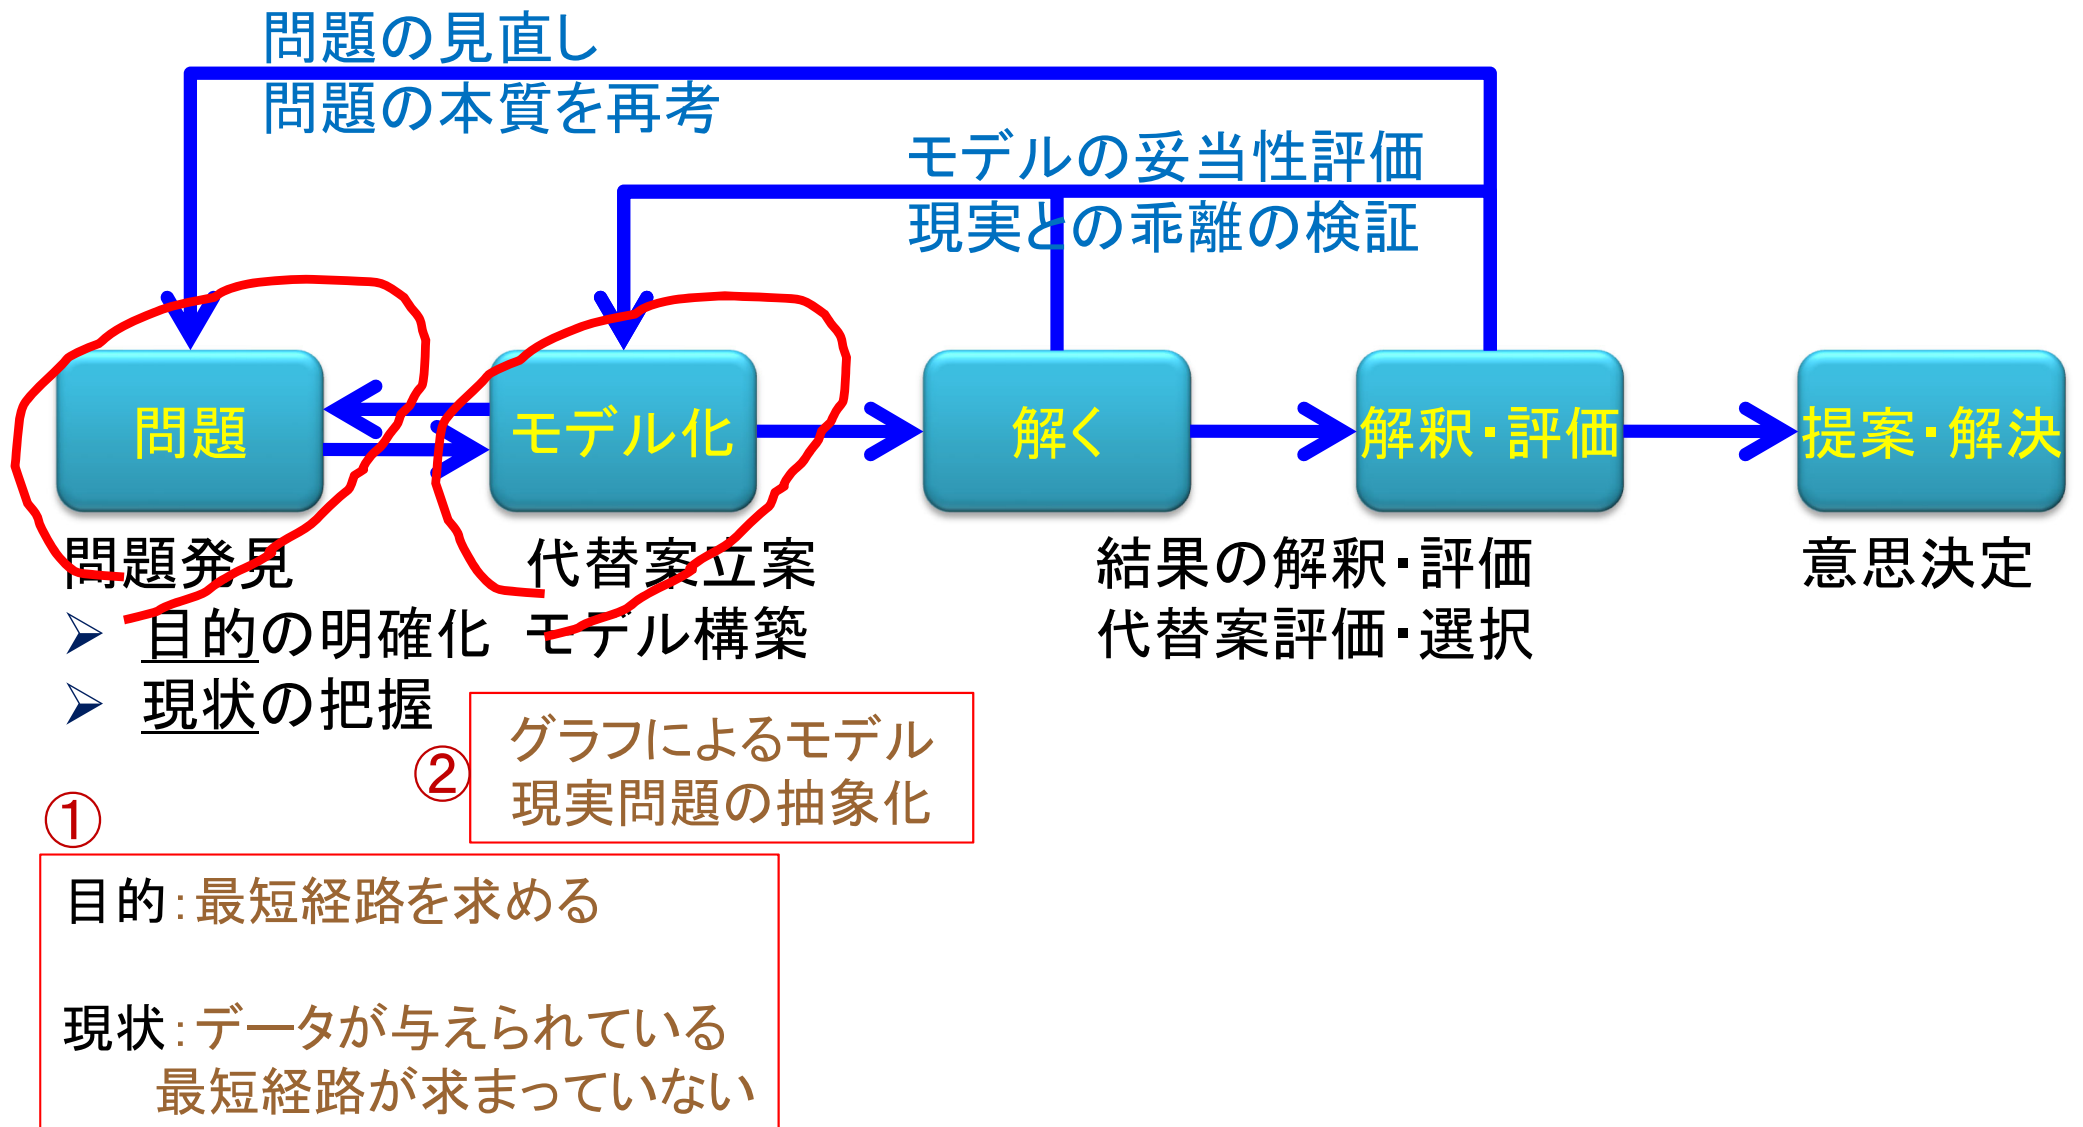 問題の見直し
問題の本質を再考
モデルの妥当性評価
現実との乖離の検証
問題
モデル化
解く
解釈・評価
提案・解決
問題発見
目的の明確化
現状の把握
代替案立案
モデル構築
結果の解釈・評価
代替案評価・選択
意思決定
②
グラフによるモデル
現実問題の抽象化
①
目的:最短経路を求める
現状:データが与えられている
最短経路が求まっていない